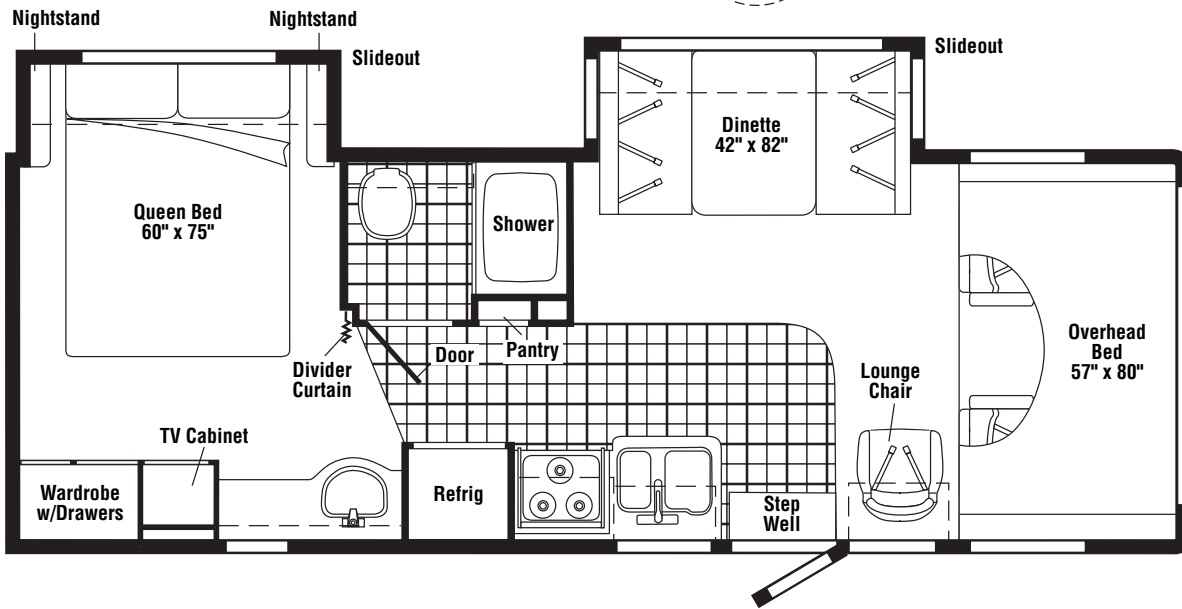 Nightstand
Nightstand
Slideout
Slideout
Dinette
42" x 82"
Queen Bed
60" x 75"
Shower
Overhead
Bed
57" x 80"
Door
Pantry
Divider
Curtain
Lounge
Chair
TV Cabinet
Wardrobe
w/Drawers
Refrig
Step
Well